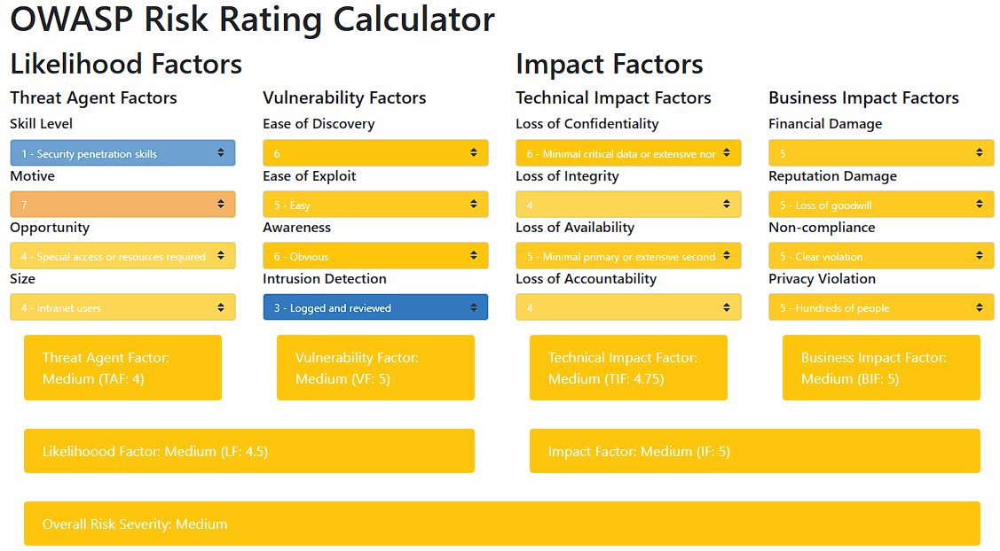 OWASP Risk Rating Calculator
Likelihood Factors
Threat Agent Factors
Skill Level
1 - Security penetration skills
Motive
7
Opportunity
4 - Special access or resources required
Size
4 - Intranet users
Threat Agent Factor:
Medium (TAF: 4)
Vulnerability Factors
Ease of Discovery
6
Ease of Exploit
5 - Easy
Awareness
6 - Obvious
Intrusion Detection
3 - Logged and reviewed
Vulnerability Factor:
Medium (VF: 5)
Likelihoood Factor: Medium (LF: 4.5)
Impact Factors
Technical Impact Factors
Loss of Confidentiality
6 - Minimal critical data or extensive nor
Loss of Integrity
4
Loss of Availability
5 - Minimal primary or extensive second
Loss of Accountability
4
Technical Impact Factor:
Medium (TIF: 4.75)
Business Impact Factors
Financial Damage
5
Reputation Damage
5 - Loss of goodwill
Non-compliance
5 - Clear violation
Privacy Violation
5 - Hundreds of people
Business Impact Factor:
Medium (BIF: 5)
Impact Factor: Medium (IF: 5)
Overall Risk Severity: Medium